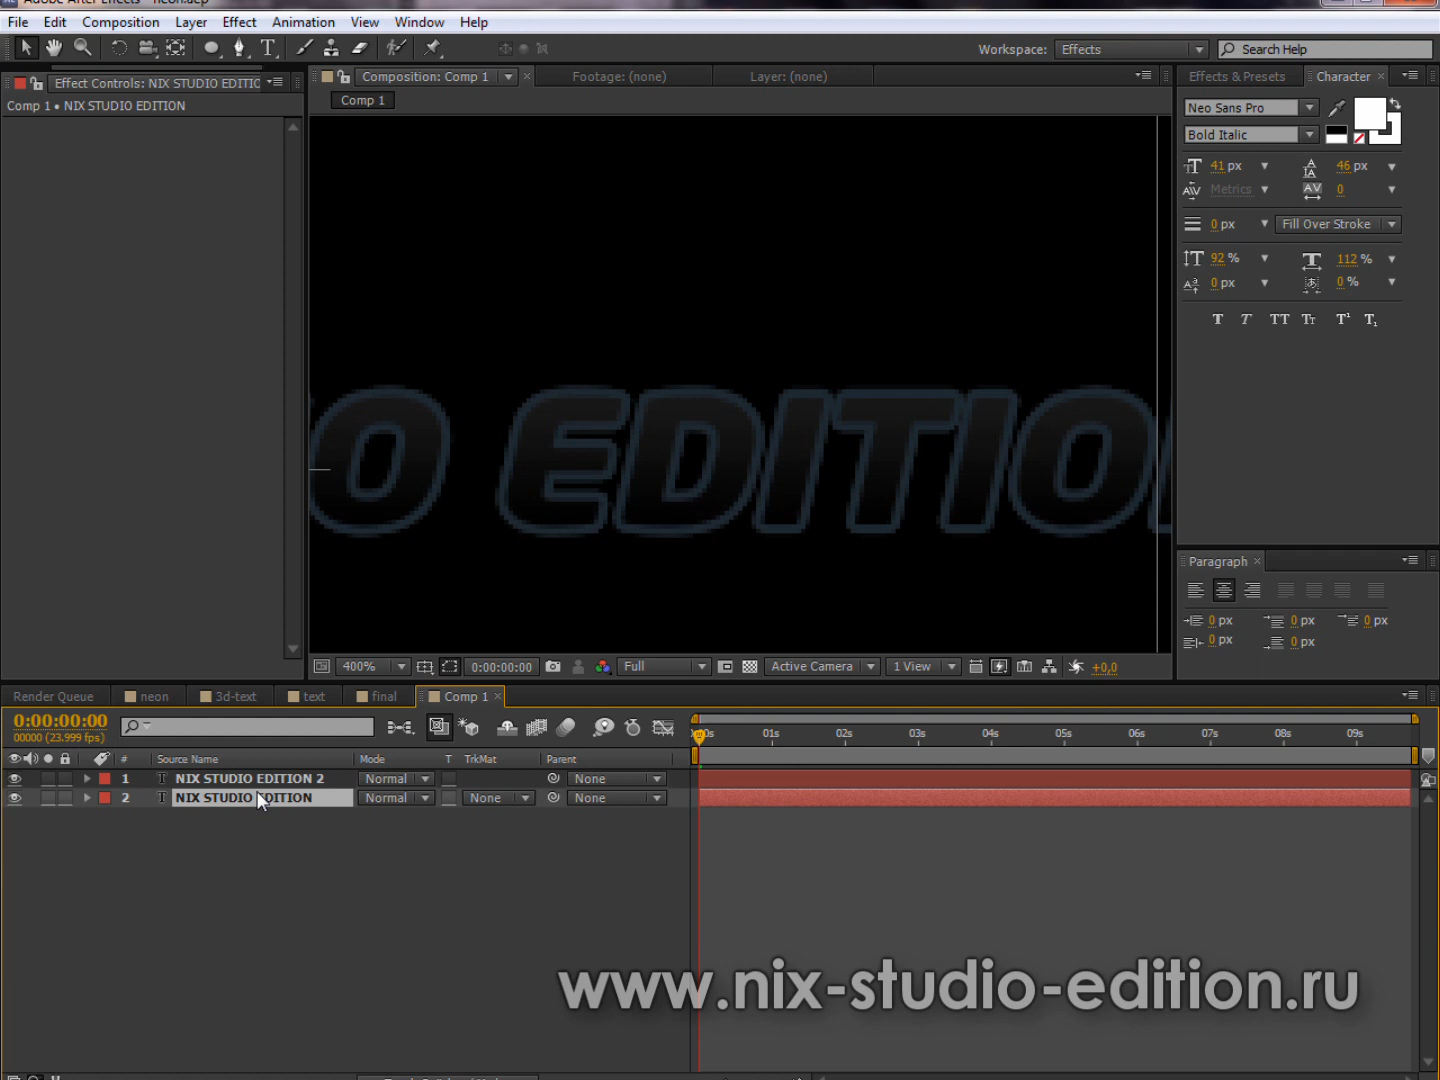 File Edit Composition Layer Effect Animation View Window Help
Workspace: Effects Search Help
Effect Controls: NIX STUDIO EDITIO
Composition: Comp 1 Footage: (none) Layer: (none)
Effects & Presets Character
Comp 1 • NIX STUDIO EDITION
Comp 1
Neo Sans Pro
Bold Italic
41 px 46 px
Metrics 0
0 px Fill Over Stroke
92 % 112 %
0 px 0 %
T T TT Tт T¹ T₁
O EDITION
Paragraph
0 px 0 px 0 px
0 px 0 px
400% 0:00:00:00 Full Active Camera 1 View +0,0
Render Queue neon 3d-text text final Comp 1
0:00:00:00
00000 (23.999 fps)
01s 02s 03s 04s 05s 06s 07s 08s 09s
# Source Name Mode T TrkMat Parent
1 T NIX STUDIO EDITION 2 Normal None
2 T NIX STUDIO EDITION Normal None None
www.nix-studio-edition.ru